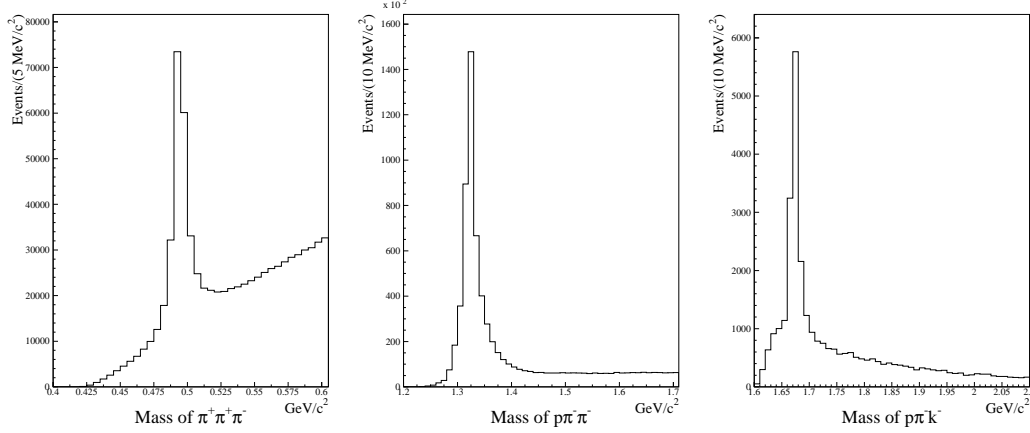 Events/(5 MeV/c²)
80000
70000
60000
50000
40000
30000
20000
10000
0
0.4 0.425 0.45 0.475 0.5 0.525 0.55 0.575 0.6
GeV/c²
Mass of π⁺π⁺π⁻
x 10²
Events/(10 MeV/c²)
1600
1400
1200
1000
800
600
400
200
0
1.2 1.3 1.4 1.5 1.6 1.7
GeV/c²
Mass of pπ⁻π⁻
Events/(10 MeV/c²)
6000
5000
4000
3000
2000
1000
0
1.6 1.65 1.7 1.75 1.8 1.85 1.9 1.95 2 2.05
GeV/c²
Mass of pπ⁻k⁻